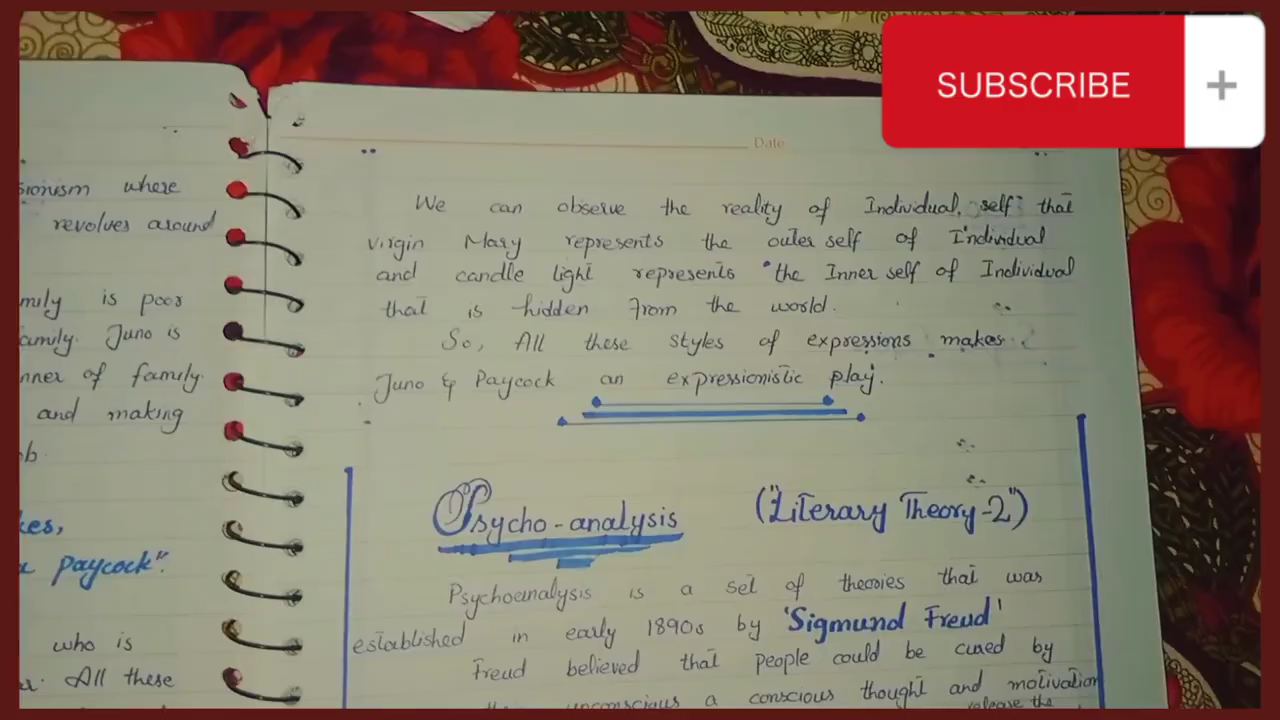 SUBSCRIBE +
Date
sionism where
revolves around
mily is poor
amily. Juno is
nner of family.
and making
b.
kes,
Paycock".
who is
All these
We can observe the reality of Individual, self that
virgin Mary represents the outer self of Individual
and candle light represents the Inner self of Individual
that is hidden from the world.
So, All these styles of expressions makes
Juno & Paycock an expressionistic play.
Psycho-analysis ("Literary Theory-2")
Psychoanalysis is a set of theories that was
established in early 1890s by 'Sigmund Freud'
Freud believed that people could be cured by
unconscious a conscious thought and motivation
release the